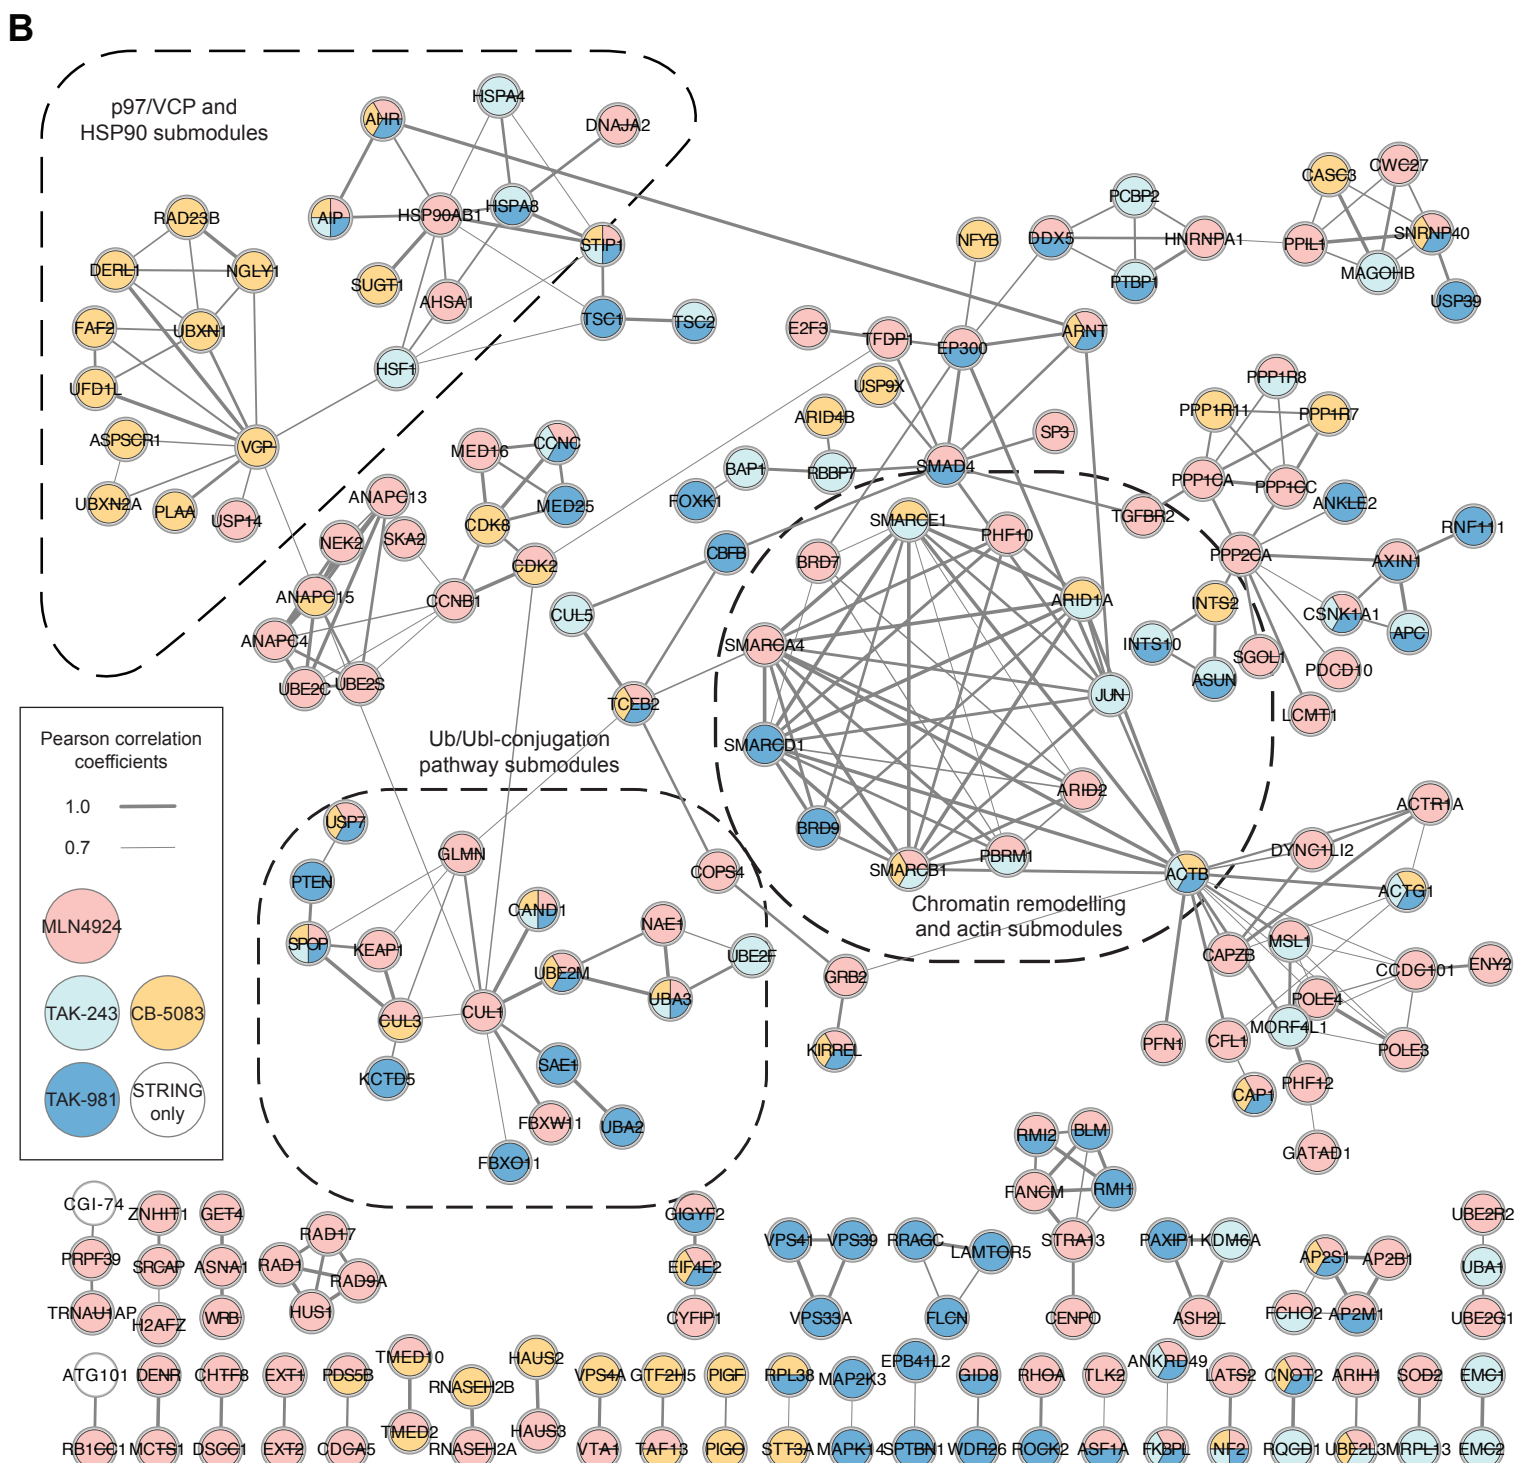 B
p97/VCP and
HSP90 submodules
HSPA4
AHR
DNAJA2
AIP
HSP90AB1
HSPA8
STIP1
RAD23B
DERL1
NGLY1
SUGT1
AHSA1
TSC1
TSC2
FAF2
UBXN1
HSF1
UFD1L
ASPSCR1
VCP
UBXN2A
PLAA
USP14
CASC3
CWC27
PCBP2
NFYB
DDX5
HNRNPA1
PPIL1
SNRNP40
MAGOHB
PTBP1
USP39
E2F3
TFDP1
EP300
ARNT
USP9X
ARID4B
SP3
BAP1
RBBP7
SMAD4
FOXK1
PPP1R8
PPP1R11
PPP1R7
PPP1CA
PPP1CC
ANKLE2
TGFBR2
RNF111
PPP2CA
AXIN1
INTS2
CSNK1A1
APC
INTS10
SGOL1
PDCD10
ASUN
LCMT1
MED16
CCNC
MED25
CDK8
CDK2
ANAPC13
NEK2
SKA2
ANAPC15
CCNB1
ANAPC4
UBE2C
UBE2S
CBFB
CUL5
TCEB2
SMARCE1
PHF10
BRD7
ARID1A
SMARCA4
JUN
SMARCD1
ARID2
BRD9
SMARCB1
PBRM1
ACTB
Chromatin remodelling
and actin submodules
Pearson correlation
coefficients
1.0
0.7
MLN4924
TAK-243
CB-5083
TAK-981
STRING
only
Ub/Ubl-conjugation
pathway submodules
USP7
GLMN
PTEN
SPOP
KEAP1
CAND1
NAE1
UBE2F
UBE2M
UBA3
CUL3
CUL1
KCTD5
SAE1
FBXW11
UBA2
FBXO11
COPS4
GRB2
KIRREL
ACTR1A
DYNC1LI2
ACTG1
MSL1
CAPZB
CCDC101
ENY2
POLE4
MORF4L1
PFN1
CFL1
POLE3
CAP1
PHF12
GATAD1
RMI2
BLM
FANCM
RMI1
STRA13
CENPO
CGI-74
ZNHIT1
GET4
PRPF39
SRCAP
ASNA1
TRNAU1AP
H2AFZ
WRB
RAD17
RAD1
RAD9A
HUS1
GIGYF2
EIF4E2
CYFIP1
VPS41
VPS39
VPS33A
RRAGC
LAMTOR5
FLCN
PAXIP1
KDM6A
ASH2L
AP2S1
AP2B1
FCHO2
AP2M1
UBE2R2
UBA1
UBE2G1
ATG101
DENR
CHTF8
EXT1
PDS5B
TMED10
RNASEH2B
HAUS2
VPS4A
GTF2H5
PIGF
RPL38
MAP2K3
EPB41L2
GID8
RHOA
TLK2
ANKRD49
LATS2
CNOT2
ARIH1
SOD2
EMC1
RB1CC1
MCTS1
DSCC1
EXT2
CDCA5
TMED2
RNASEH2A
HAUS3
VTA1
TAF13
PIGO
STT3A
MAPK14
SPTBN1
WDR26
ROCK2
ASF1A
FKBPL
NF2
RQCD1
UBE2L3
MRPL13
EMC2